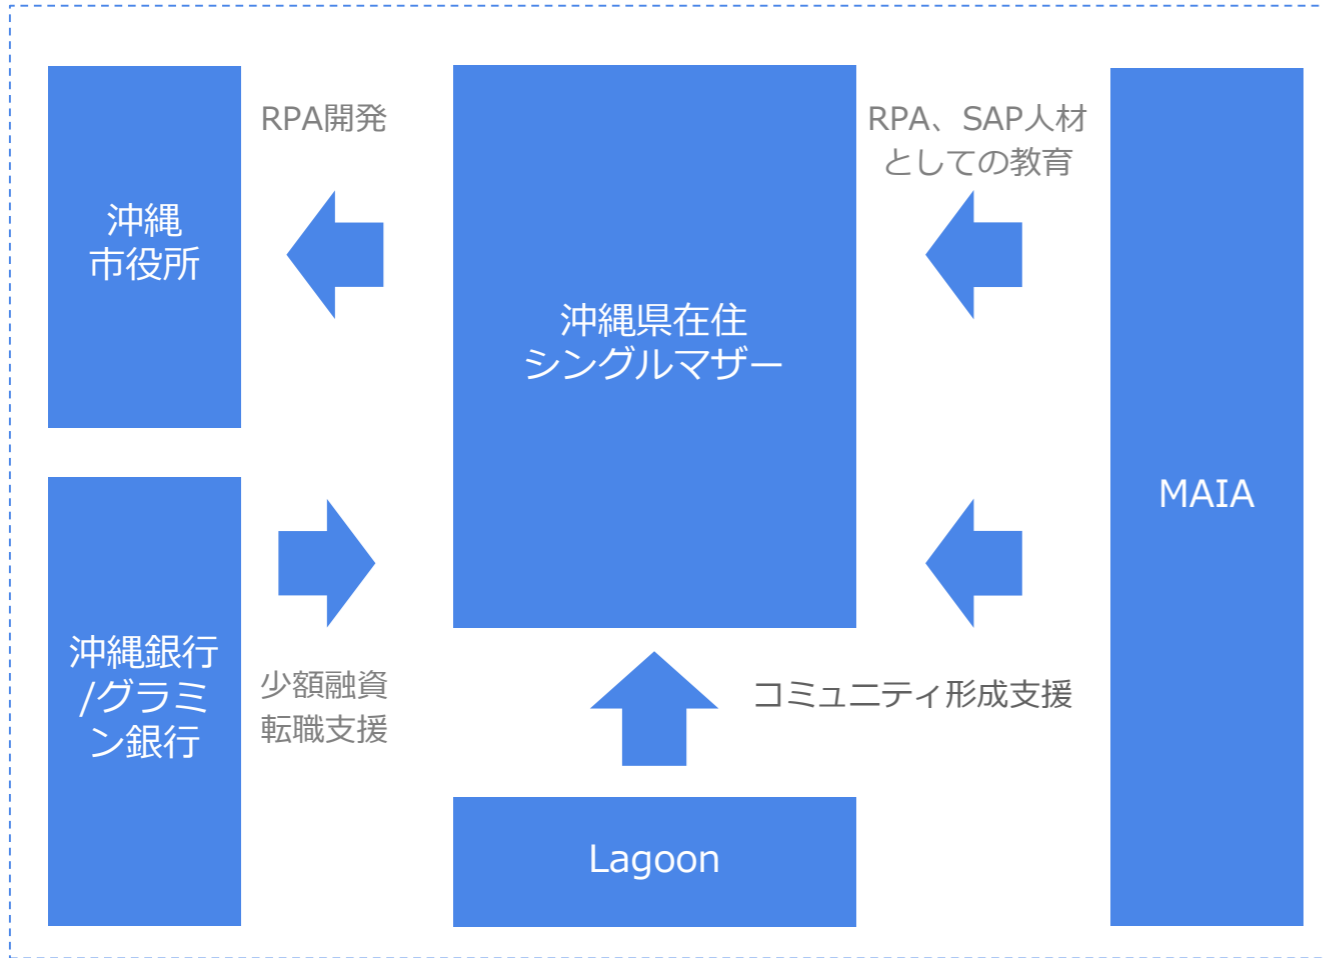 沖縄
市役所
RPA開発
沖縄県在住
シングルマザー
RPA、SAP人材
としての教育
MAIA
沖縄銀行
/グラミ
ン銀行
少額融資
転職支援
コミュニティ形成支援
Lagoon